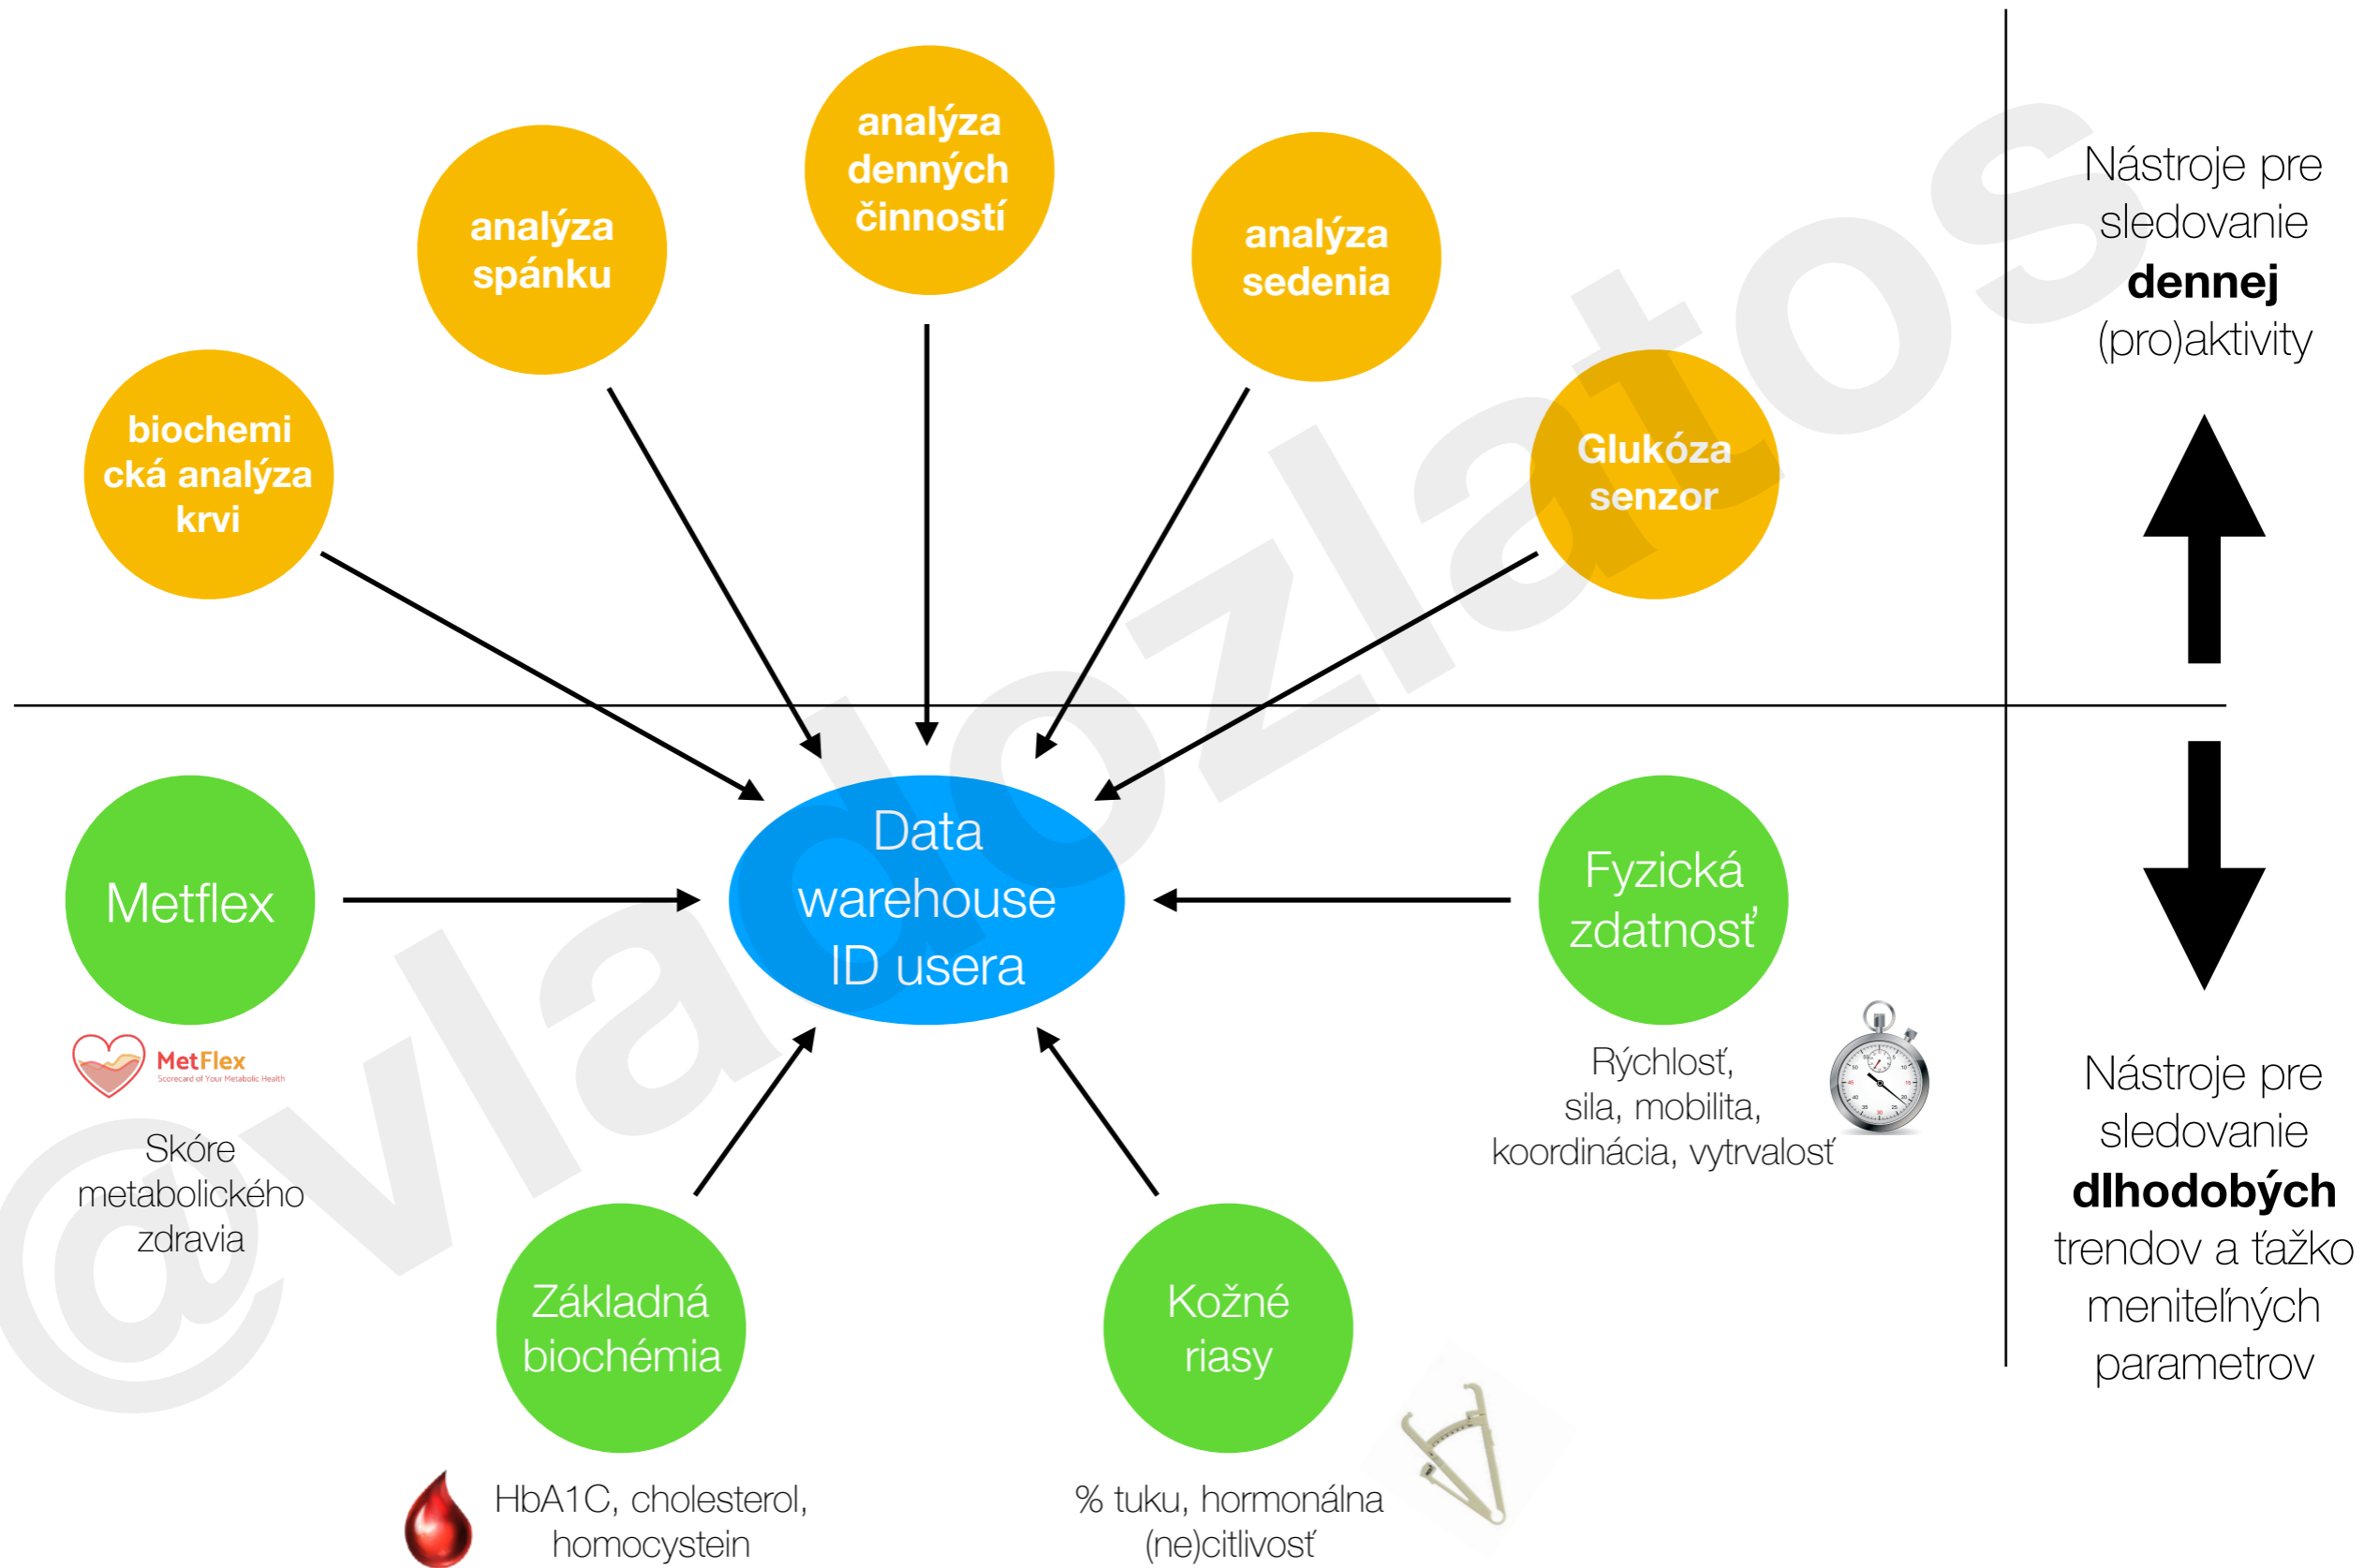 analýza
denných
činností
analýza
spánku
analýza
sedenia
biochemi
cká analýza
krvi
Glukóza
senzor
Nástroje pre
sledovanie
dennej
(pro)aktivity
Metflex
Data
warehouse
ID usera
Fyzická
zdatnosť
MetFlex
Scorecard of Your Metabolic Health
Skóre
metabolického
zdravia
Rýchlosť,
sila, mobilita,
koordinácia, vytrvalosť
Nástroje pre
sledovanie
dlhodobých
trendov a ťažko
meniteľných
parametrov
Základná
biochémia
Kožné
riasy
HbA1C, cholesterol,
homocystein
% tuku, hormonálna
(ne)citlivosť
@vladozlatos